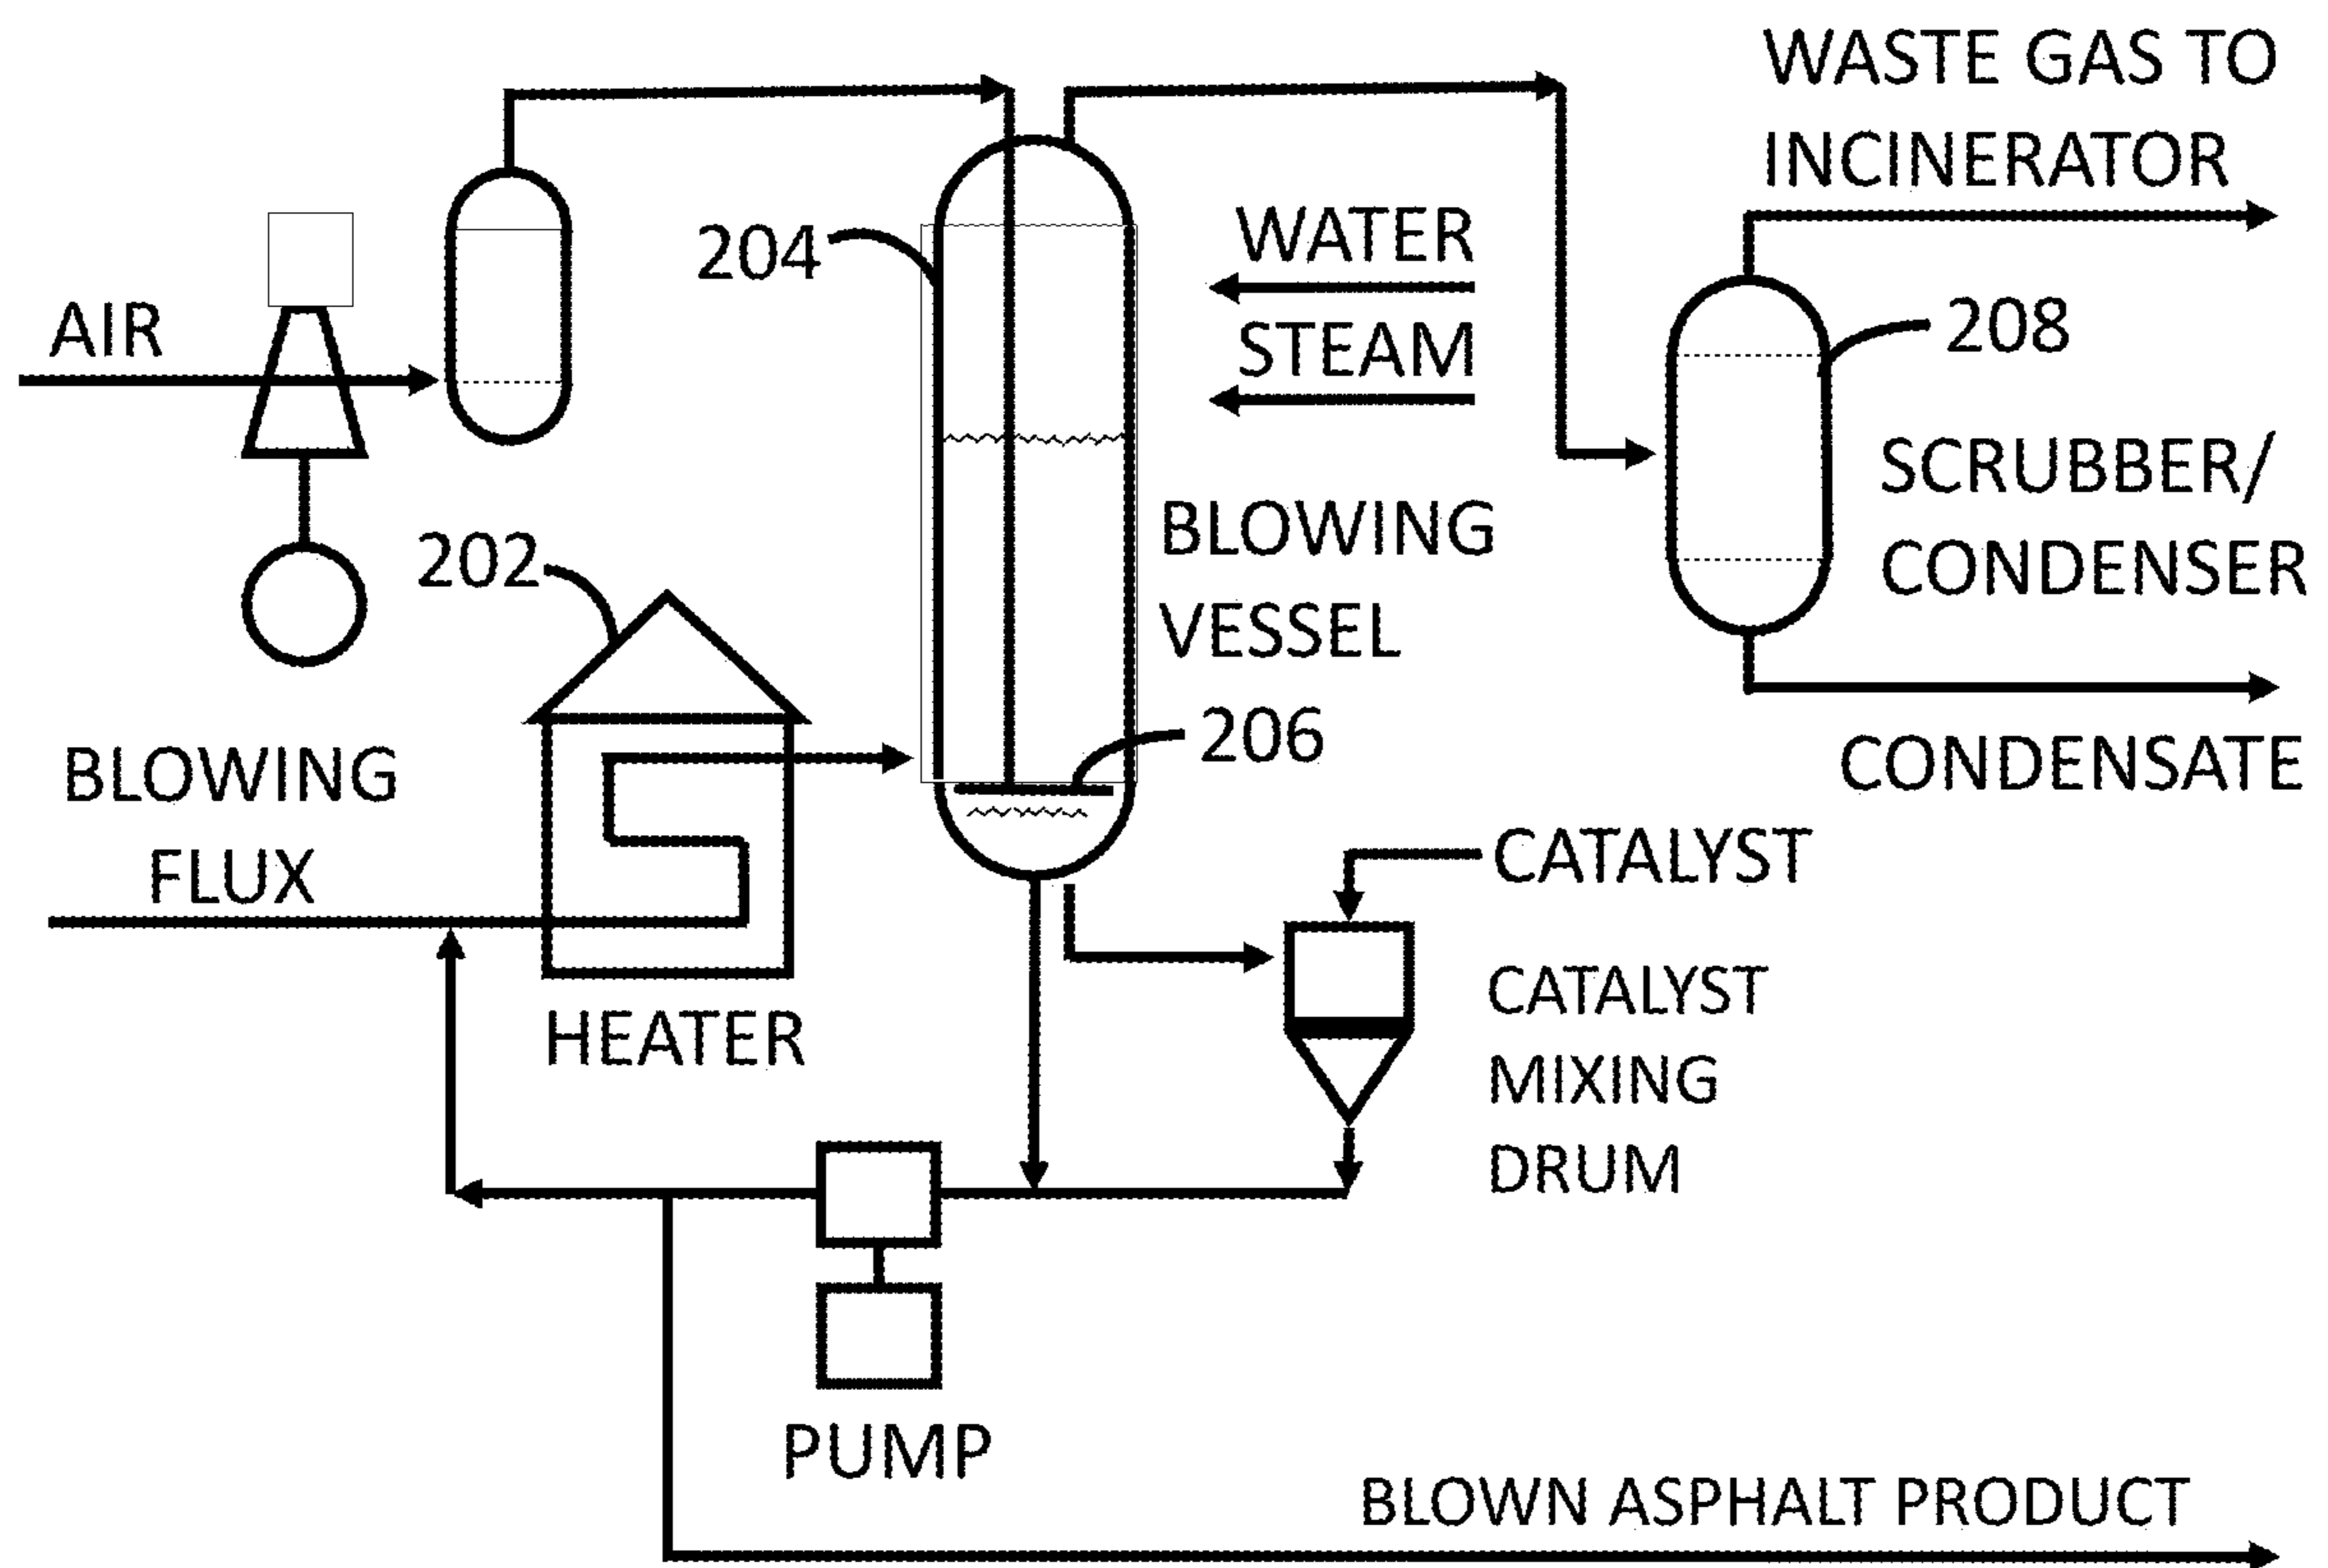 WASTE GAS TO
INCINERATOR
204
WATER
AIR
STEAM
208
SCRUBBER/
CONDENSER
202
BLOWING
VESSEL
206
BLOWING
FLUX
CONDENSATE
CATALYST
HEATER
CATALYST
MIXING
DRUM
PUMP
BLOWN ASPHALT PRODUCT